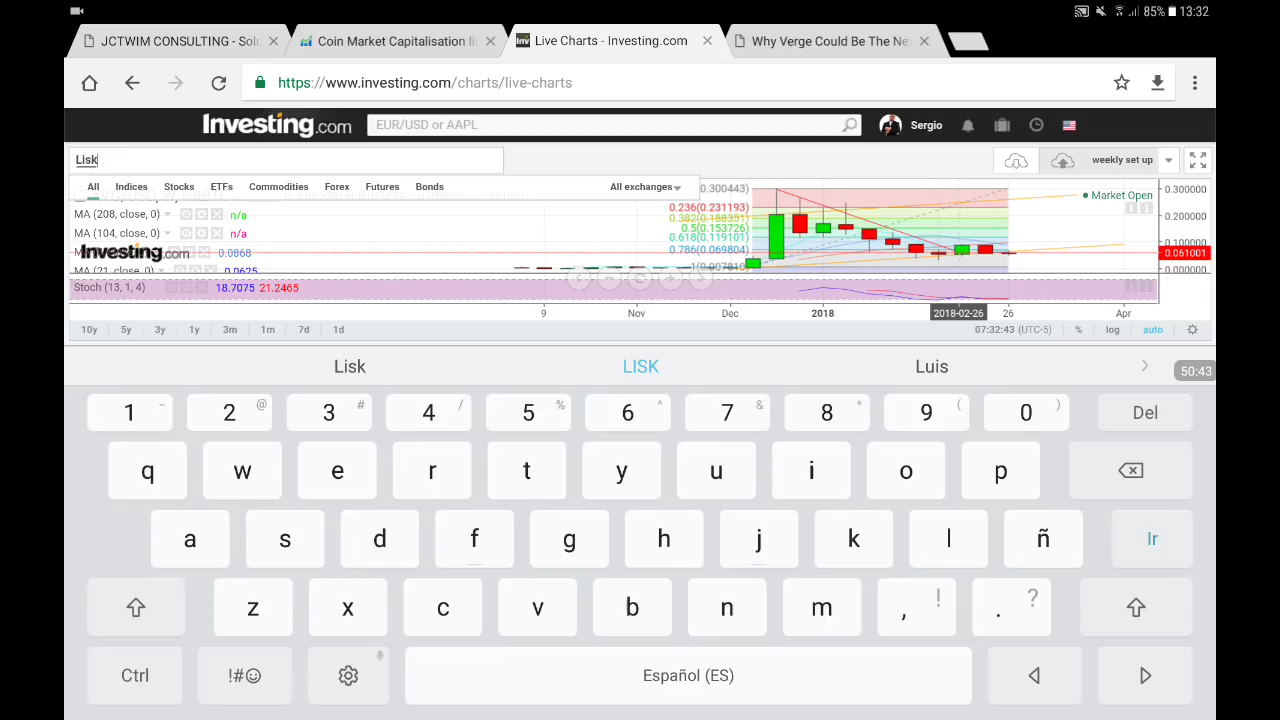 85% 13:32
JCTWIM CONSULTING - Solu
Coin Market Capitalisation li
Live Charts - Investing.com
Why Verge Could Be The Ne
https://www.investing.com/charts/live-charts
Investing.com
EUR/USD or AAPL
Sergio
Lisk
weekly set up
All Indices Stocks ETFs Commodities Forex Futures Bonds All exchanges
0.300443)
Market Open
0.300000
0.236(0.231193)
MA (208, close, 0) n/a
0.382(0.188351)
0.200000
0.5(0.153726)
MA (104, close, 0) n/a
0.618(0.119101)
0.100000
0.786(0.069804)
Investing.com
0.0868
0.061001
MA (21, close, 0) 0.0625
1(0.007810)
0.000000
Stoch (13, 1, 4) 18.7075 21.2465
9 Nov Dec 2018 2018-02-26 26 Apr
10y 5y 3y 1y 3m 1m 7d 1d
07:32:43 (UTC-5) % log auto
Lisk LISK Luis
50:43
1 - 2 @ 3 # 4 / 5 % 6 ^ 7 & 8 * 9 ( 0 ) Del
q w e r t y u i o p
a s d f g h j k l ñ Ir
z x c v b n m , ! . ?
Ctrl !#☺ Español (ES)